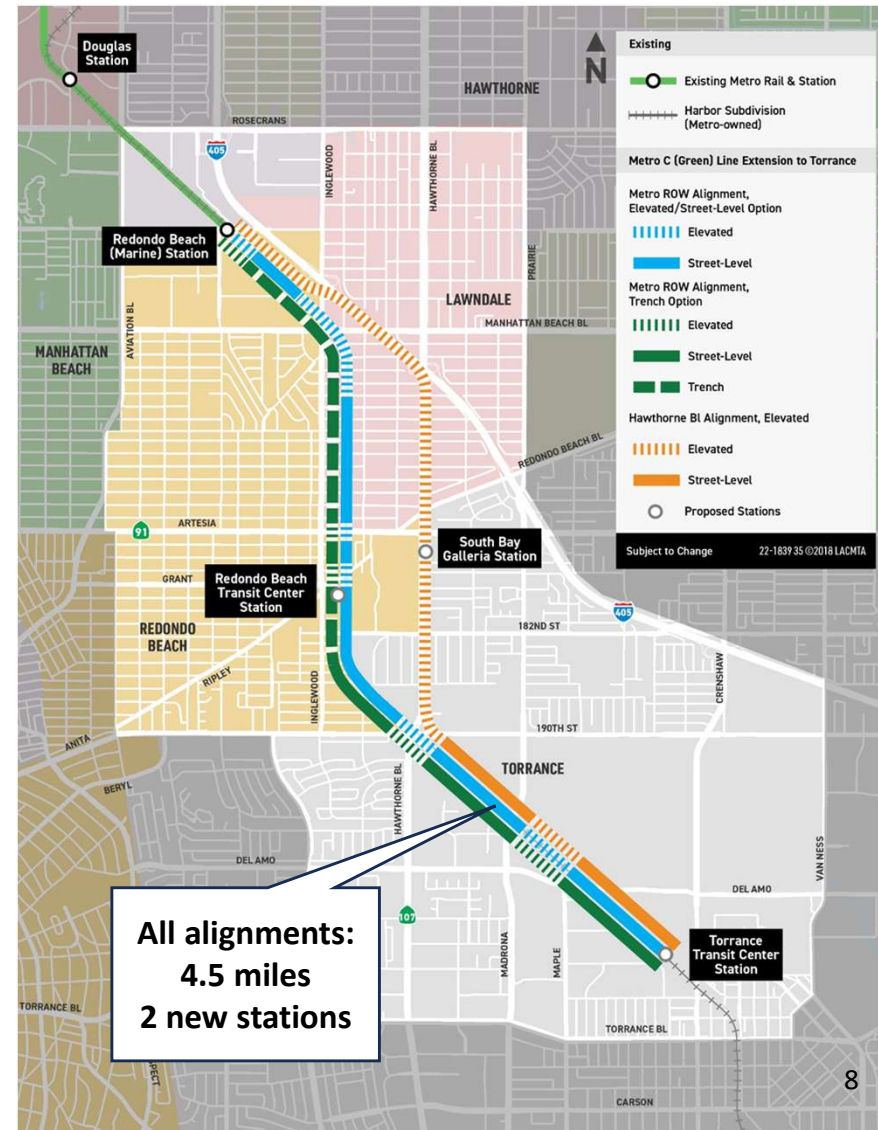 Douglas
Station
HAWTHORNE
ROSECRANS
405
INGLEWOOD
HAWTHORNE BL
PRAIRIE
Redondo Beach
(Marine) Station
AVIATION BL
LAWNDALE
MANHATTAN BEACH BL
MANHATTAN
BEACH
REDONDO BEACH BL
ARTESIA
91
South Bay
Galleria Station
GRANT
Redondo Beach
Transit Center
Station
405
182ND ST
REDONDO
BEACH
RIPLEY
INGLEWOOD
CRENSHAW
190TH ST
ANITA
BERYL
TORRANCE
HAWTHORNE BL
DEL AMO
VAN NESS
DEL AMO
107
MADRONA
MAPLE
Torrance
Transit Center
Station
TORRANCE BL
TORRANCE BL
PECT
CARSON
All alignments:
4.5 miles
2 new stations
8
N
Existing
Existing Metro Rail & Station
Harbor Subdivision
(Metro-owned)
Metro C (Green) Line Extension to Torrance
Metro ROW Alignment,
Elevated/Street-Level Option
Elevated
Street-Level
Metro ROW Alignment,
Trench Option
Elevated
Street-Level
Trench
Hawthorne Bl Alignment, Elevated
Elevated
Street-Level
Proposed Stations
Subject to Change
22-1839 35 ©2018 LACMTA